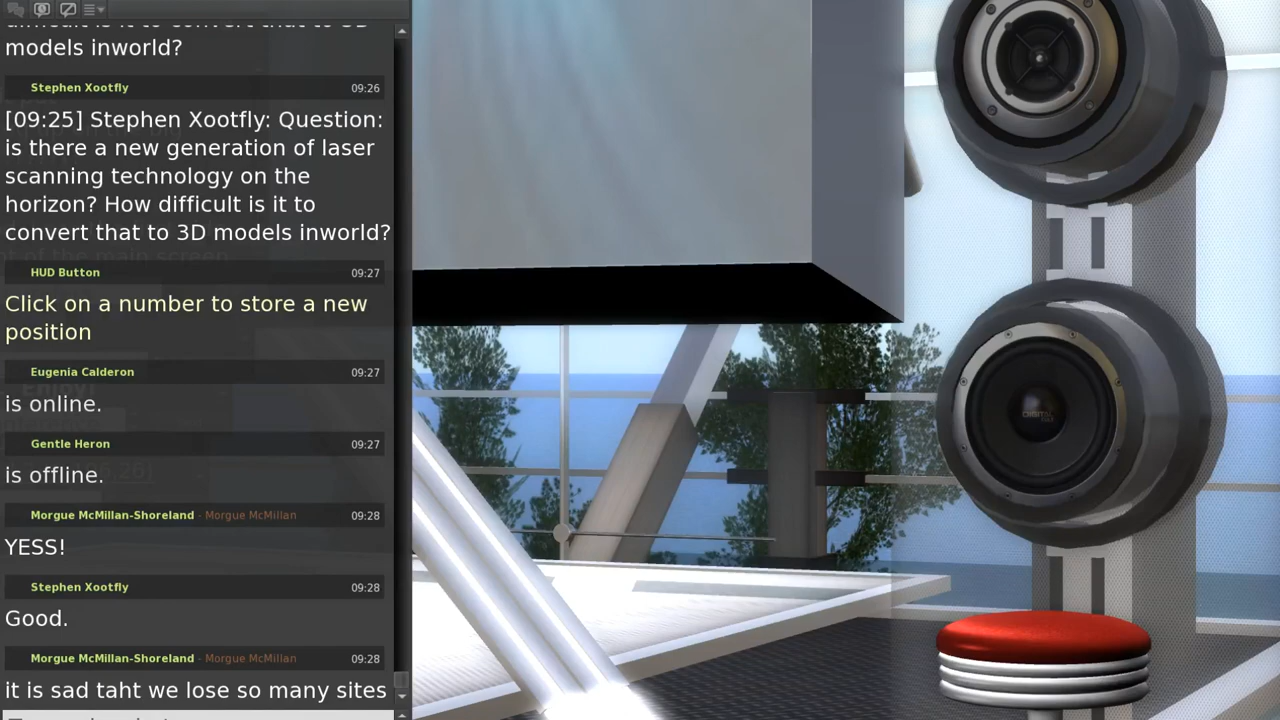 models inworld?
Stephen Xootfly 09:26
[09:25] Stephen Xootfly: Question:
is there a new generation of laser
scanning technology on the
horizon? How difficult is it to
convert that to 3D models inworld?
HUD Button 09:27
Click on a number to store a new
position
Eugenia Calderon 09:27
is online.
Gentle Heron 09:27
is offline.
Morgue McMillan-Shoreland - Morgue McMillan 09:28
YESS!
Stephen Xootfly 09:28
Good.
Morgue McMillan-Shoreland - Morgue McMillan 09:28
it is sad taht we lose so many sites
DIGITAL